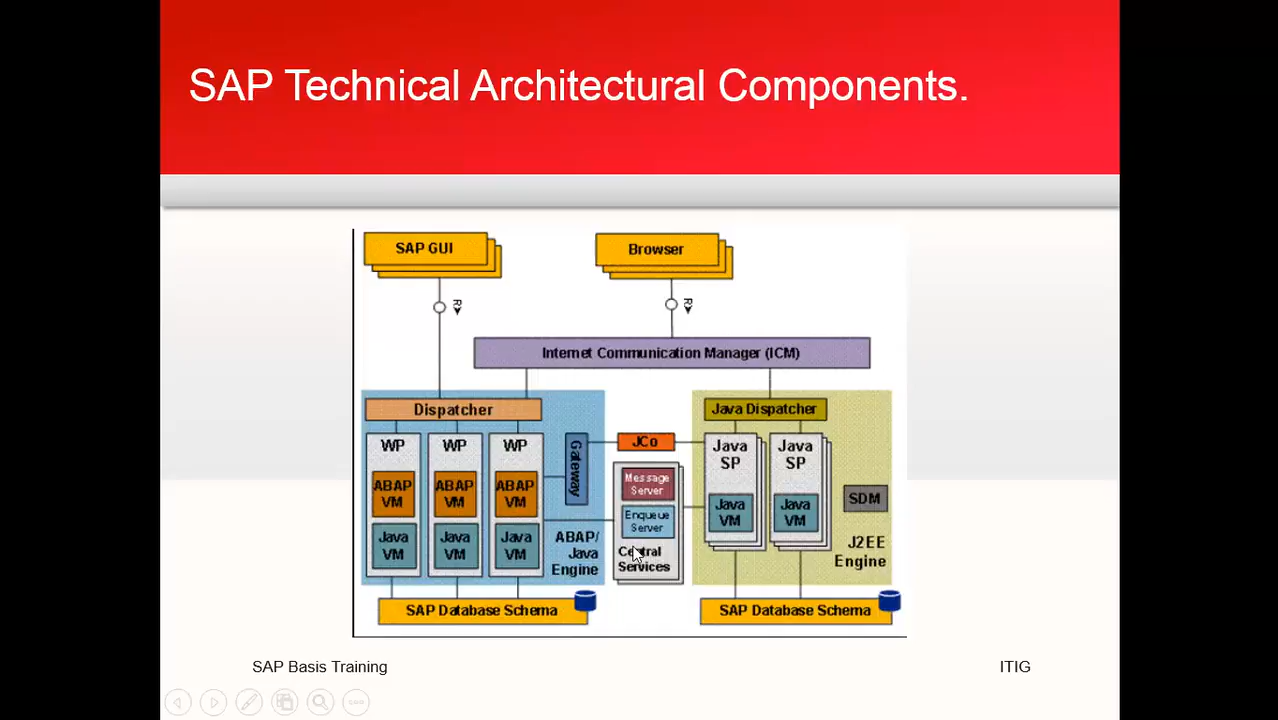 SAP Technical Architectural Components.
SAP GUI
Browser
R
R
Internet Communication Manager (ICM)
Dispatcher
Java Dispatcher
WP
WP
WP
Gateway
JCo
Java
SP
Java
SP
ABAP
VM
ABAP
VM
ABAP
VM
Message
Server
Enqueue
Server
Java
VM
Java
VM
SDM
Java
VM
Java
VM
Java
VM
ABAP/
Java
Engine
Central
Services
J2EE
Engine
SAP Database Schema
SAP Database Schema
SAP Basis Training
ITIG